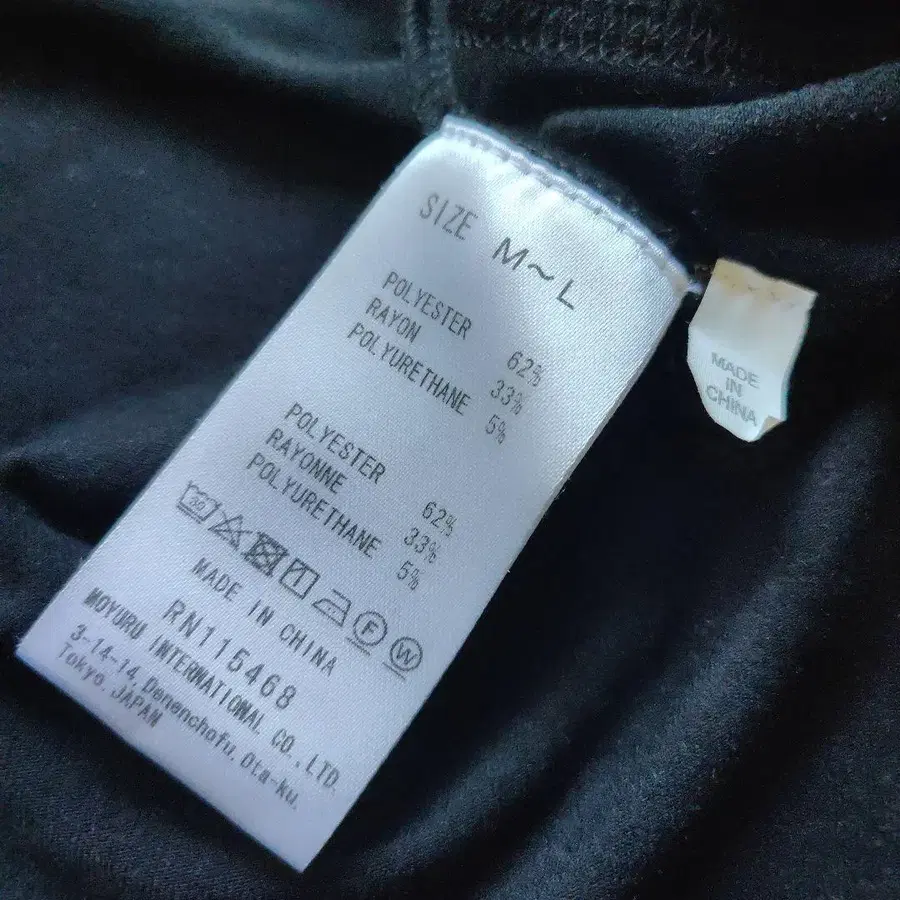 SIZE M~L
POLYESTER 62%
RAYON 33%
POLYURETHANE 5%
POLYESTER 62%
RAYONNE 33%
POLYURETHANE 5%
30 F W
MADE IN CHINA
RN115468
MOYURU INTERNATIONAL CO., LTD.
3-14-14, Denenchofu, Ota-ku,
Tokyo. JAPAN
MADE
IN
CHINA